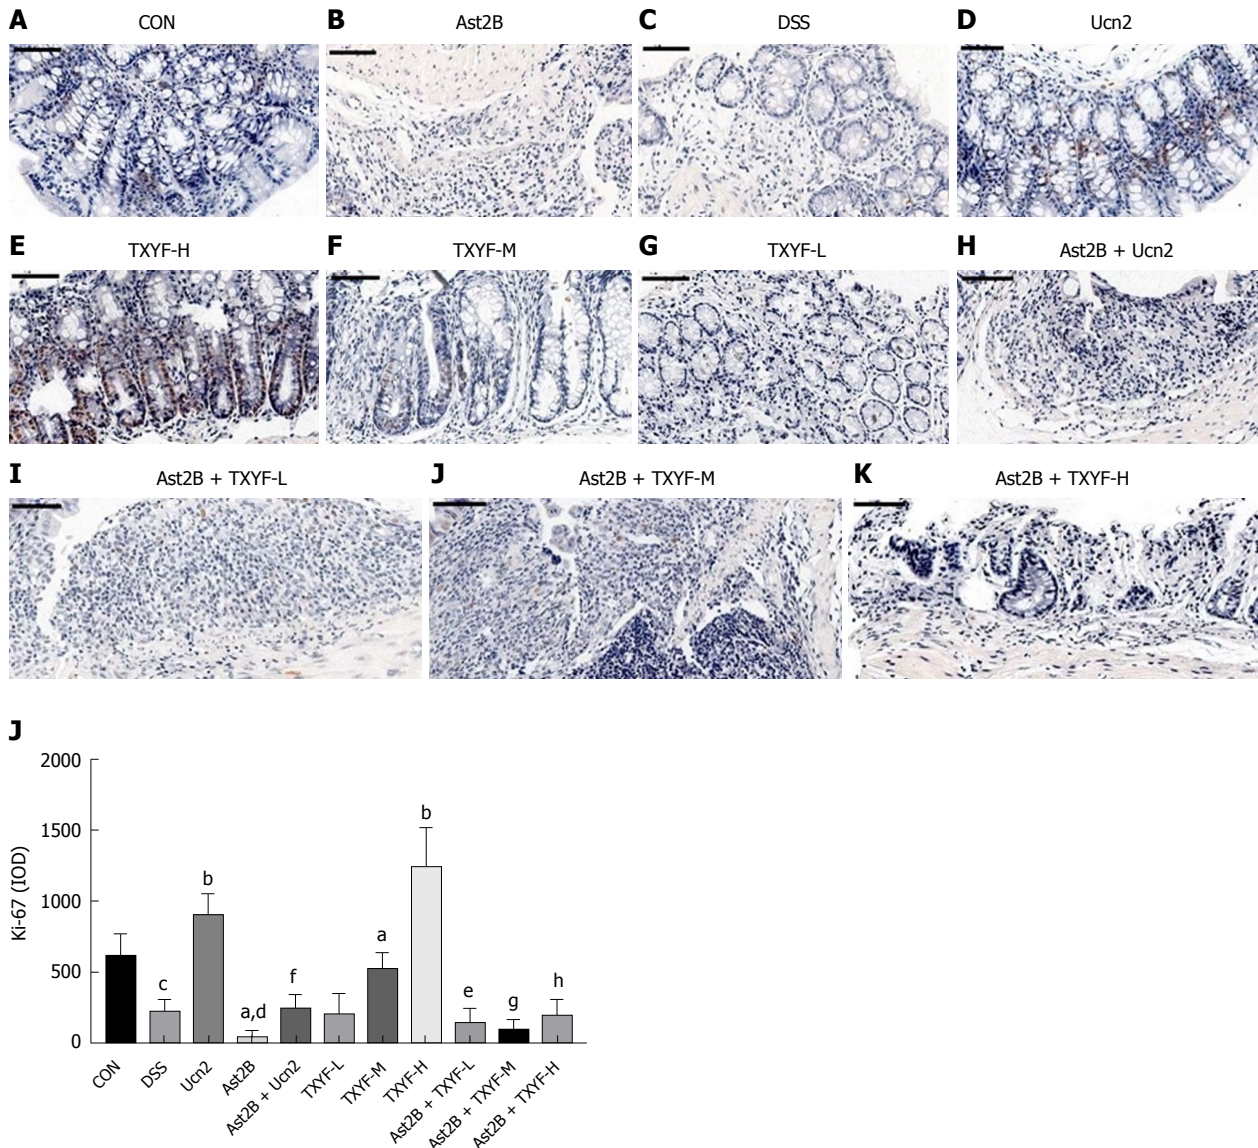 A CON B Ast2B C DSS D Ucn2
E TXYF-H F TXYF-M G TXYF-L H Ast2B + Ucn2
I Ast2B + TXYF-L J Ast2B + TXYF-M K Ast2B + TXYF-H
J
2000
1500
1000
500
0
Ki-67 (IOD)
c
b
a,d
f
a
b
e
g
h
CON
DSS
Ucn2
Ast2B
Ast2B + Ucn2
TXYF-L
TXYF-M
TXYF-H
Ast2B + TXYF-L
Ast2B + TXYF-M
Ast2B + TXYF-H